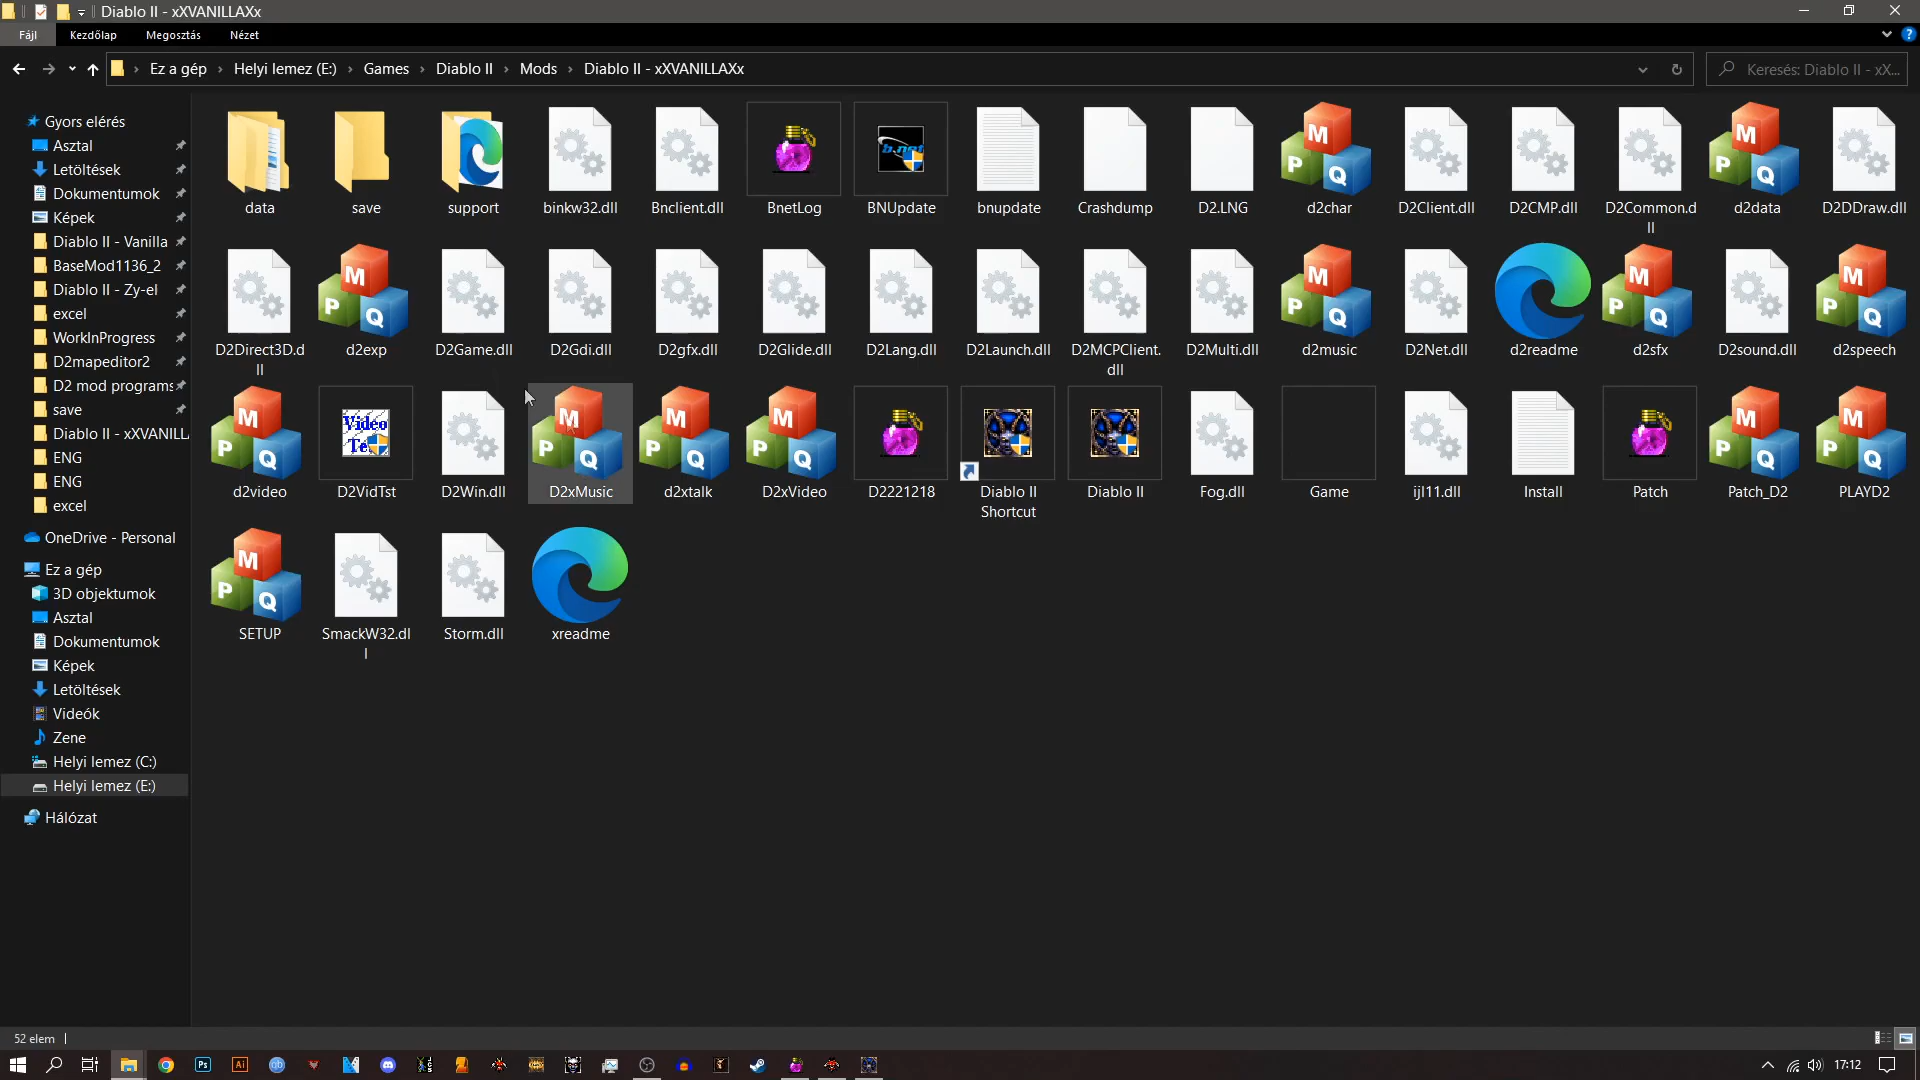 Diablo II - xXVANILLAXx
Fájl
Kezdőlap
Megosztás
Nézet
Ez a gép
Helyi lemez (E:)
Games
Diablo II
Mods
Diablo II - xXVANILLAXx
Keresés: Diablo II - xX...
Gyors elérés
Asztal
Letöltések
Dokumentumok
Képek
Diablo II - Vanilla
BaseMod1136_2
Diablo II - Zy-el
excel
WorkInProgress
D2mapeditor2
D2 mod programs
save
Diablo II - xXVANILL
ENG
ENG
excel
OneDrive - Personal
Ez a gép
3D objektumok
Asztal
Dokumentumok
Képek
Letöltések
Videók
Zene
Helyi lemez (C:)
Helyi lemez (E:)
Hálózat
data
save
support
binkw32.dll
Bnclient.dll
BnetLog
BNUpdate
bnupdate
Crashdump
D2.LNG
d2char
D2Client.dll
D2CMP.dll
D2Common.d
ll
d2data
D2DDraw.dll
D2Direct3D.d
ll
d2exp
D2Game.dll
D2Gdi.dll
D2gfx.dll
D2Glide.dll
D2Lang.dll
D2Launch.dll
D2MCPClient.
dll
D2Multi.dll
d2music
D2Net.dll
d2readme
d2sfx
D2sound.dll
d2speech
d2video
D2VidTst
D2Win.dll
D2xMusic
d2xtalk
D2xVideo
D2221218
Diablo II
Shortcut
Diablo II
Fog.dll
Game
ijl11.dll
Install
Patch
Patch_D2
PLAYD2
SETUP
SmackW32.dl
l
Storm.dll
xreadme
52 elem
17:12